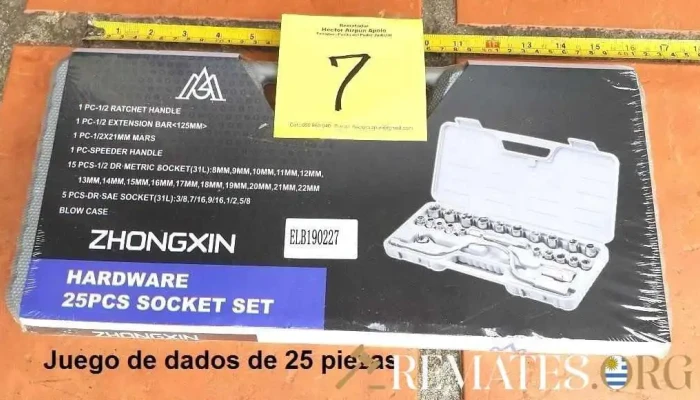 Rematador
Hector Airpun Apolo
7
1 PC-1/2 RATCHET HANDLE
1 PC-1/2 EXTENSION BAR<125MM>
1 PC-1/2X21MM MARS
1 PC-SPEEDER HANDLE
15 PCS-1/2 DR-METRIC SOCKET(31L):8MM,9MM,10MM,11MM,12MM,
13MM,14MM,15MM,16MM,17MM,18MM,19MM,20MM,21MM,22MM
5 PCS-DR-SAE SOCKET(31L):3/8,7/16,9/16,1/2,5/8
BLOW CASE
ZHONGXIN
ELB190227
HARDWARE
25PCS SOCKET SET
ZHONGXIN
Juego de dados de 25 piezas
REMATES.ORG